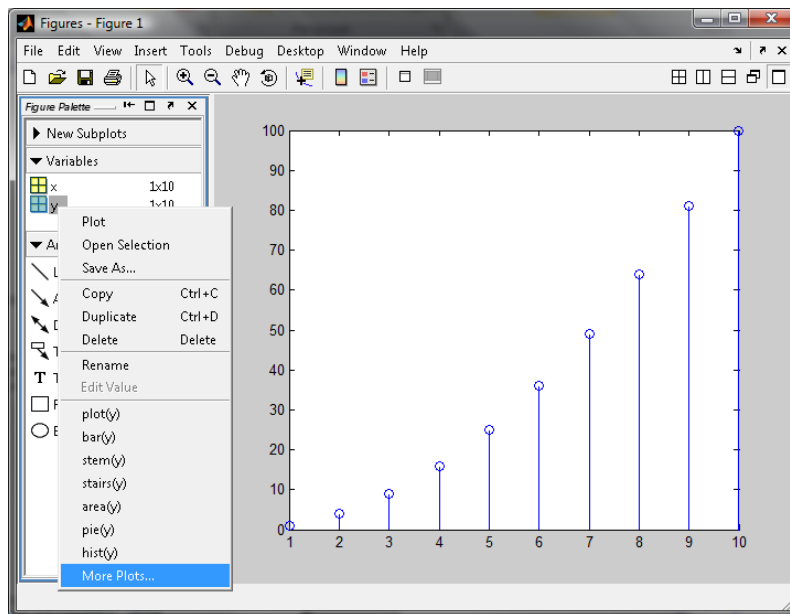 Figures - Figure 1
File Edit View Insert Tools Debug Desktop Window Help
Figure Palette
New Subplots
Variables
x 1x10
y 1x10
Plot
Open Selection
Save As...
Copy Ctrl+C
Duplicate Ctrl+D
Delete Delete
Rename
Edit Value
plot(y)
bar(y)
stem(y)
stairs(y)
area(y)
pie(y)
hist(y)
More Plots...
A
L
A
D
T
T T
100
90
80
70
60
50
40
30
20
10
0
1 2 3 4 5 6 7 8 9 10